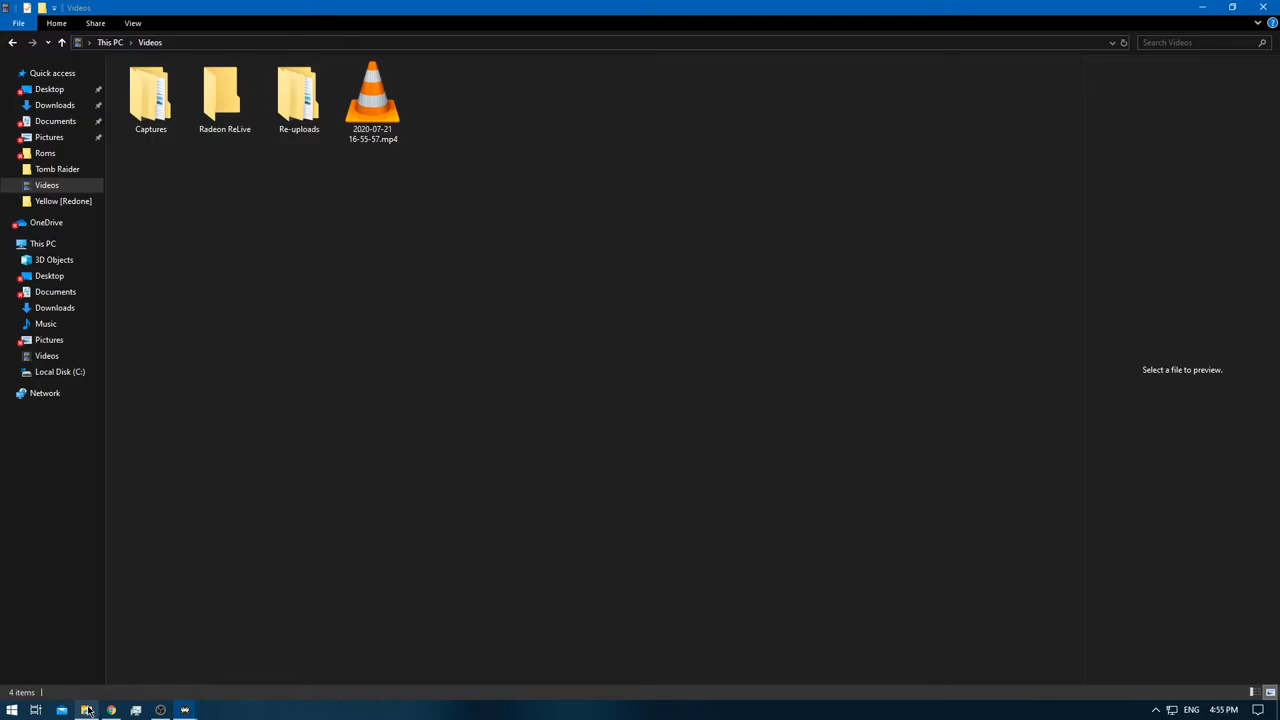 Videos
File
Home
Share
View
This PC
Videos
Search Videos
Quick access
Desktop
Downloads
Documents
Pictures
Roms
Tomb Raider
Videos
Yellow [Redone]
OneDrive
This PC
3D Objects
Desktop
Documents
Downloads
Music
Pictures
Videos
Local Disk (C:)
Network
Captures
Radeon ReLive
Re-uploads
2020-07-21
16-55-57.mp4
Select a file to preview.
4 items
ENG
4:55 PM